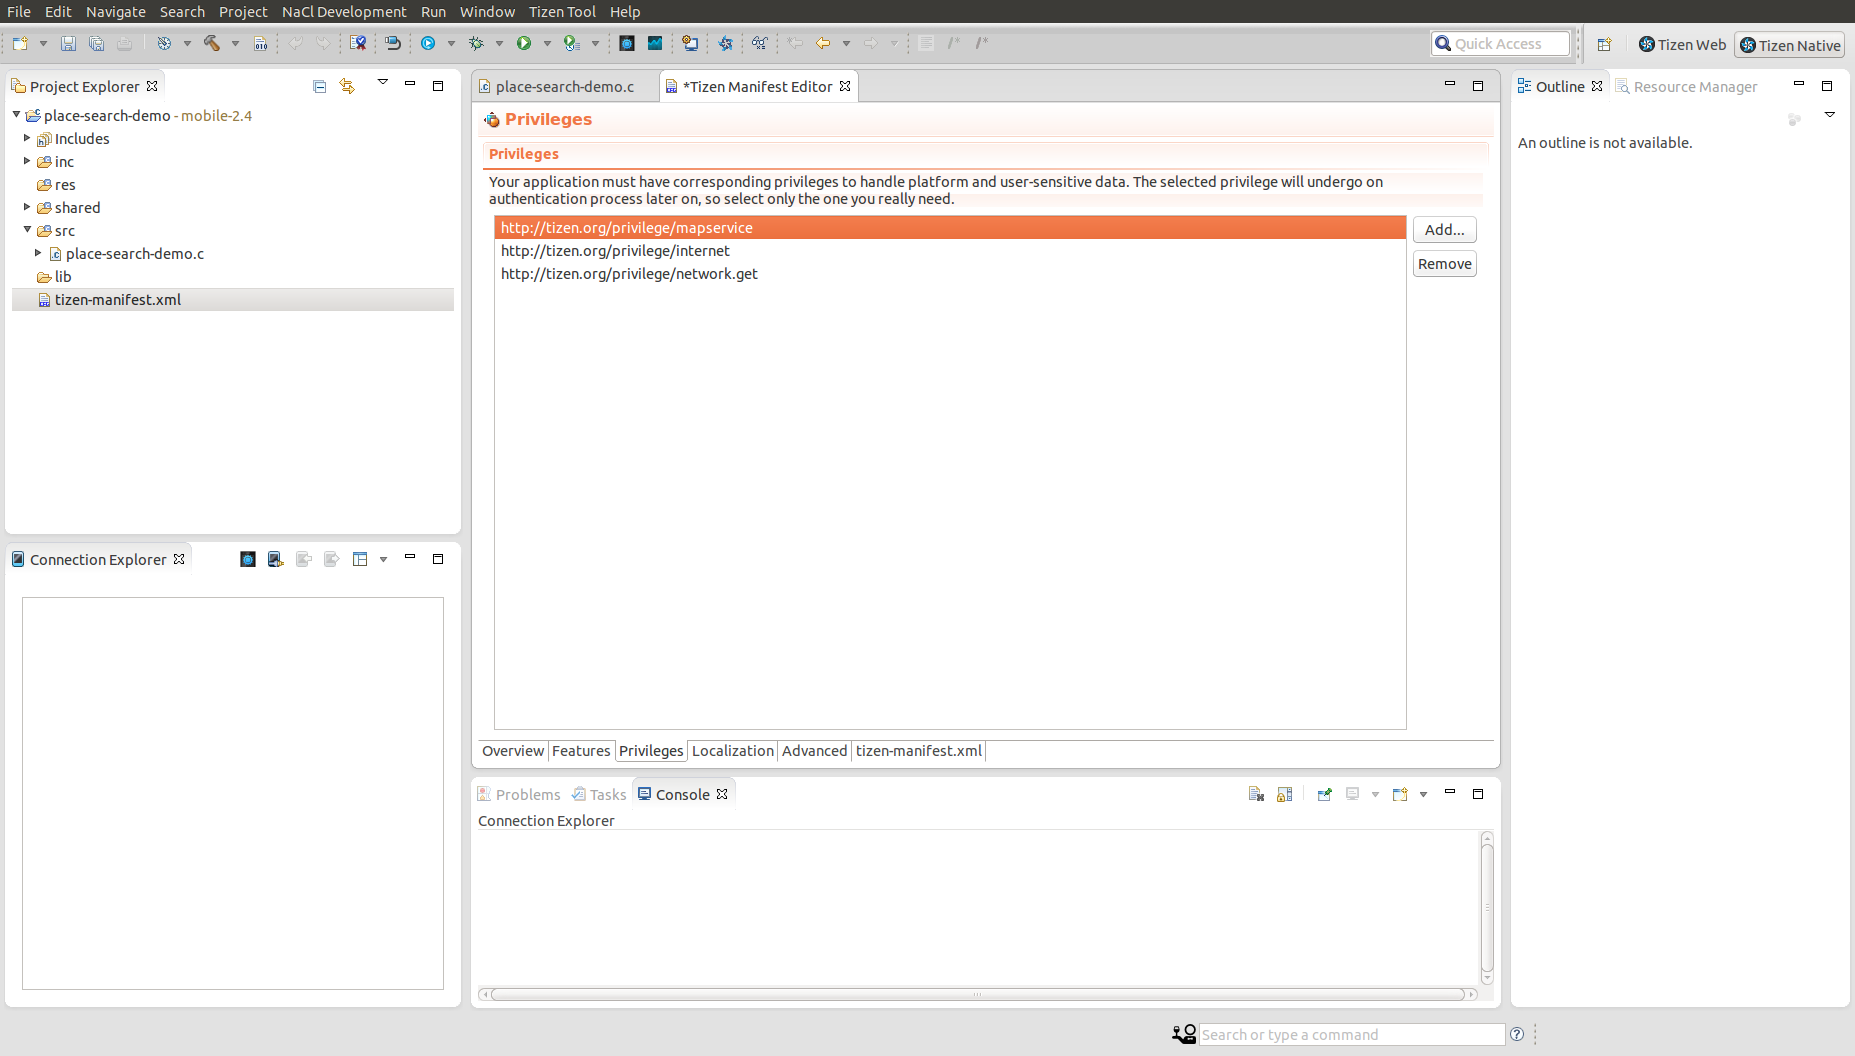 File Edit Navigate Search Project NaCl Development Run Window Tizen Tool Help
Quick Access
Tizen Web
Tizen Native
Project Explorer
place-search-demo - mobile-2.4
Includes
inc
res
shared
src
place-search-demo.c
lib
tizen-manifest.xml
Connection Explorer
place-search-demo.c
*Tizen Manifest Editor
Privileges
Privileges
Your application must have corresponding privileges to handle platform and user-sensitive data. The selected privilege will undergo on
authentication process later on, so select only the one you really need.
http://tizen.org/privilege/mapservice
http://tizen.org/privilege/internet
http://tizen.org/privilege/network.get
Add...
Remove
Overview Features Privileges Localization Advanced tizen-manifest.xml
Problems Tasks Console
Connection Explorer
Outline
Resource Manager
An outline is not available.
Search or type a command